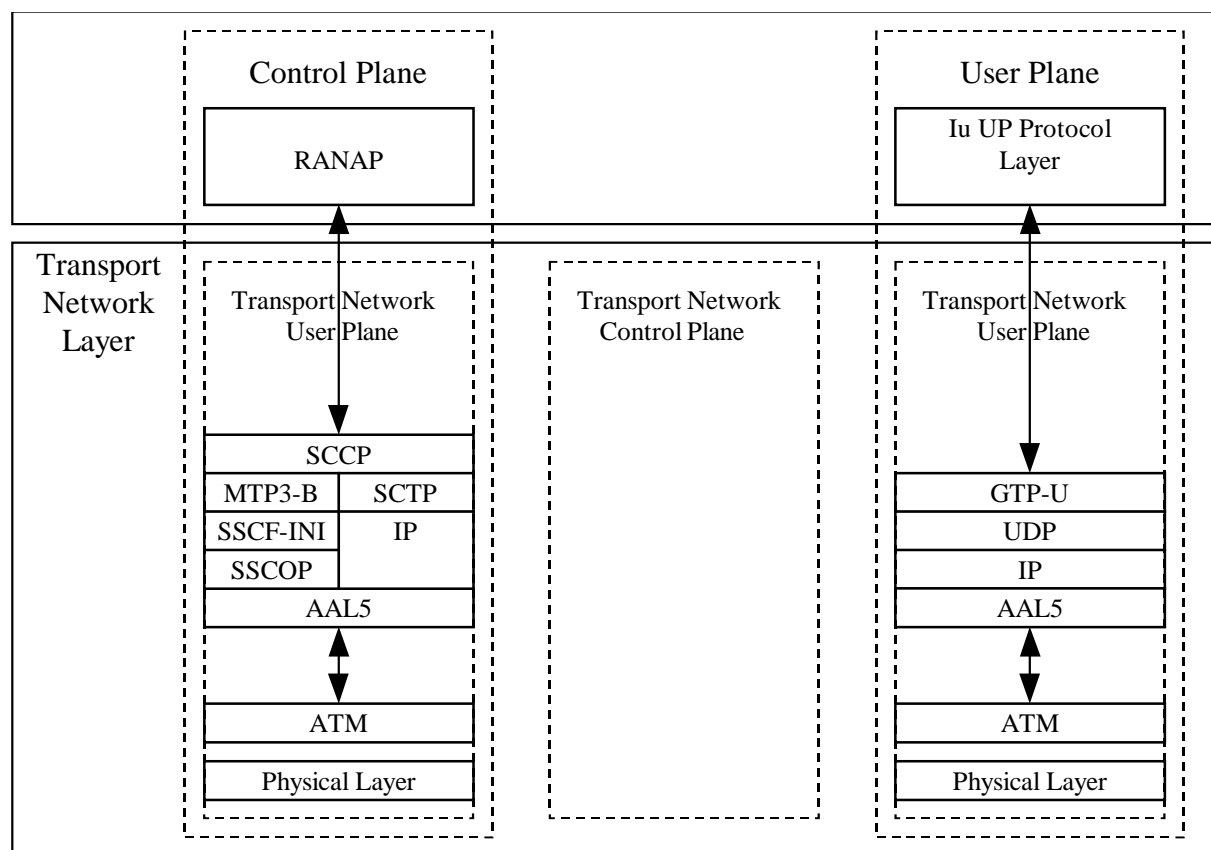 Control Plane
User Plane
RANAP
Iu UP Protocol
Layer
Transport
Network
Layer
Transport Network
User Plane
Transport Network
Control Plane
Transport Network
User Plane
SCCP
MTP3-B
SCTP
GTP-U
SSCF-INI
IP
UDP
SSCOP
IP
AAL5
AAL5
ATM
ATM
Physical Layer
Physical Layer